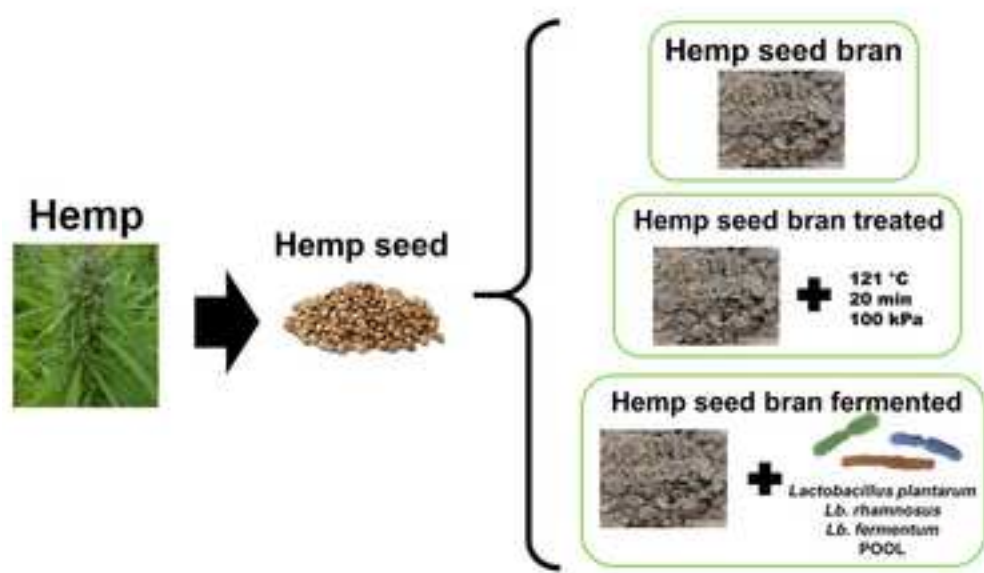 Hemp
Hemp seed
Hemp seed bran
Hemp seed bran treated
121 °C
20 min
100 kPa
Hemp seed bran fermented
Lactobacillus plantarum
Lb. rhamnosus
Lb. fermentum
POOL